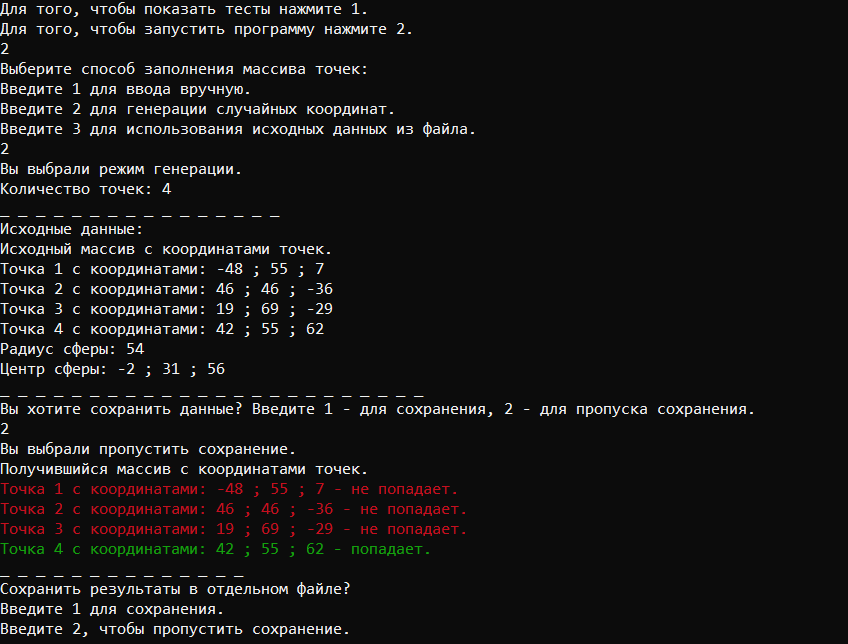 Для того, чтобы показать тесты нажмите 1.
Для того, чтобы запустить программу нажмите 2.
2
Выберите способ заполнения массива точек:
Введите 1 для ввода вручную.
Введите 2 для генерации случайных координат.
Введите 3 для использования исходных данных из файла.
2
Вы выбрали режим генерации.
Количество точек: 4
_ _ _ _ _ _ _ _ _ _ _ _ _ _ _ _
Исходные данные:
Исходный массив с координатами точек.
Точка 1 с координатами: -48 ; 55 ; 7
Точка 2 с координатами: 46 ; 46 ; -36
Точка 3 с координатами: 19 ; 69 ; -29
Точка 4 с координатами: 42 ; 55 ; 62
Радиус сферы: 54
Центр сферы: -2 ; 31 ; 56
_ _ _ _ _ _ _ _ _ _ _ _ _ _ _ _ _ _ _ _ _ _ _ _
Вы хотите сохранить данные? Введите 1 - для сохранения, 2 - для пропуска сохранения.
2
Вы выбрали пропустить сохранение.
Получившийся массив с координатами точек.
Точка 1 с координатами: -48 ; 55 ; 7 - не попадает.
Точка 2 с координатами: 46 ; 46 ; -36 - не попадает.
Точка 3 с координатами: 19 ; 69 ; -29 - не попадает.
Точка 4 с координатами: 42 ; 55 ; 62 - попадает.
_ _ _ _ _ _ _ _ _ _ _ _ _ _
Сохранить результаты в отдельном файле?
Введите 1 для сохранения.
Введите 2, чтобы пропустить сохранение.